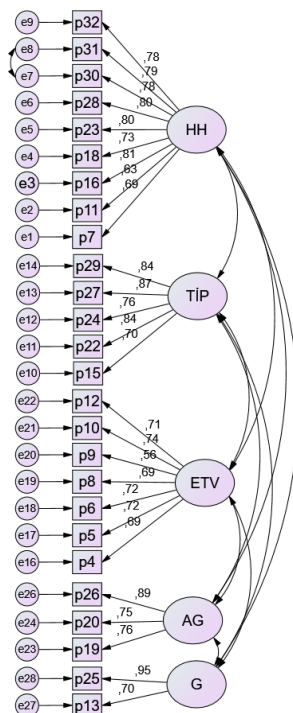 e9 p32
,78
e8 p31
,79
e7 p30
,78
e6 p28
,80
e5 p23
,80
HH
e4 p18
,73
e3 p16
,81
e2 p11
,63
e1 p7
,69
e14 p29
,84
e13 p27
,87
TİP
e12 p24
,76
e11 p22
,84
e10 p15
,70
e22 p12
,71
e21 p10
,74
e20 p9
,56
e19 p8
,69
ETV
e18 p6
,72
e17 p5
,72
e16 p4
,69
e26 p26
,89
e24 p20
,75
AG
e23 p19
,76
e28 p25
,95
G
e27 p13
,70